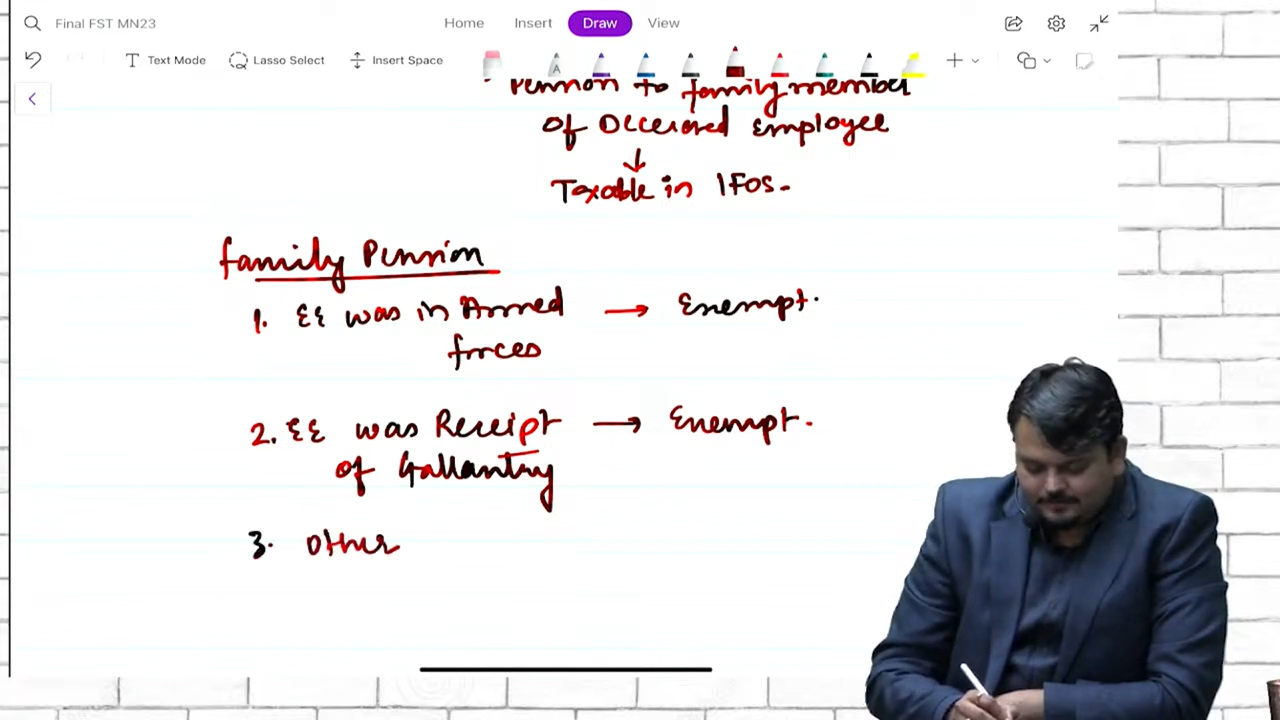 Final FST MN23
Home Insert Draw View
Text Mode Lasso Select Insert Space
Pension to family member
of Deceased Employee
Taxable in IFOS.
family Pension
1. EE was in Armed → Exempt.
forces
2. EE was Receipt → Exempt.
of Gallantry
3. other